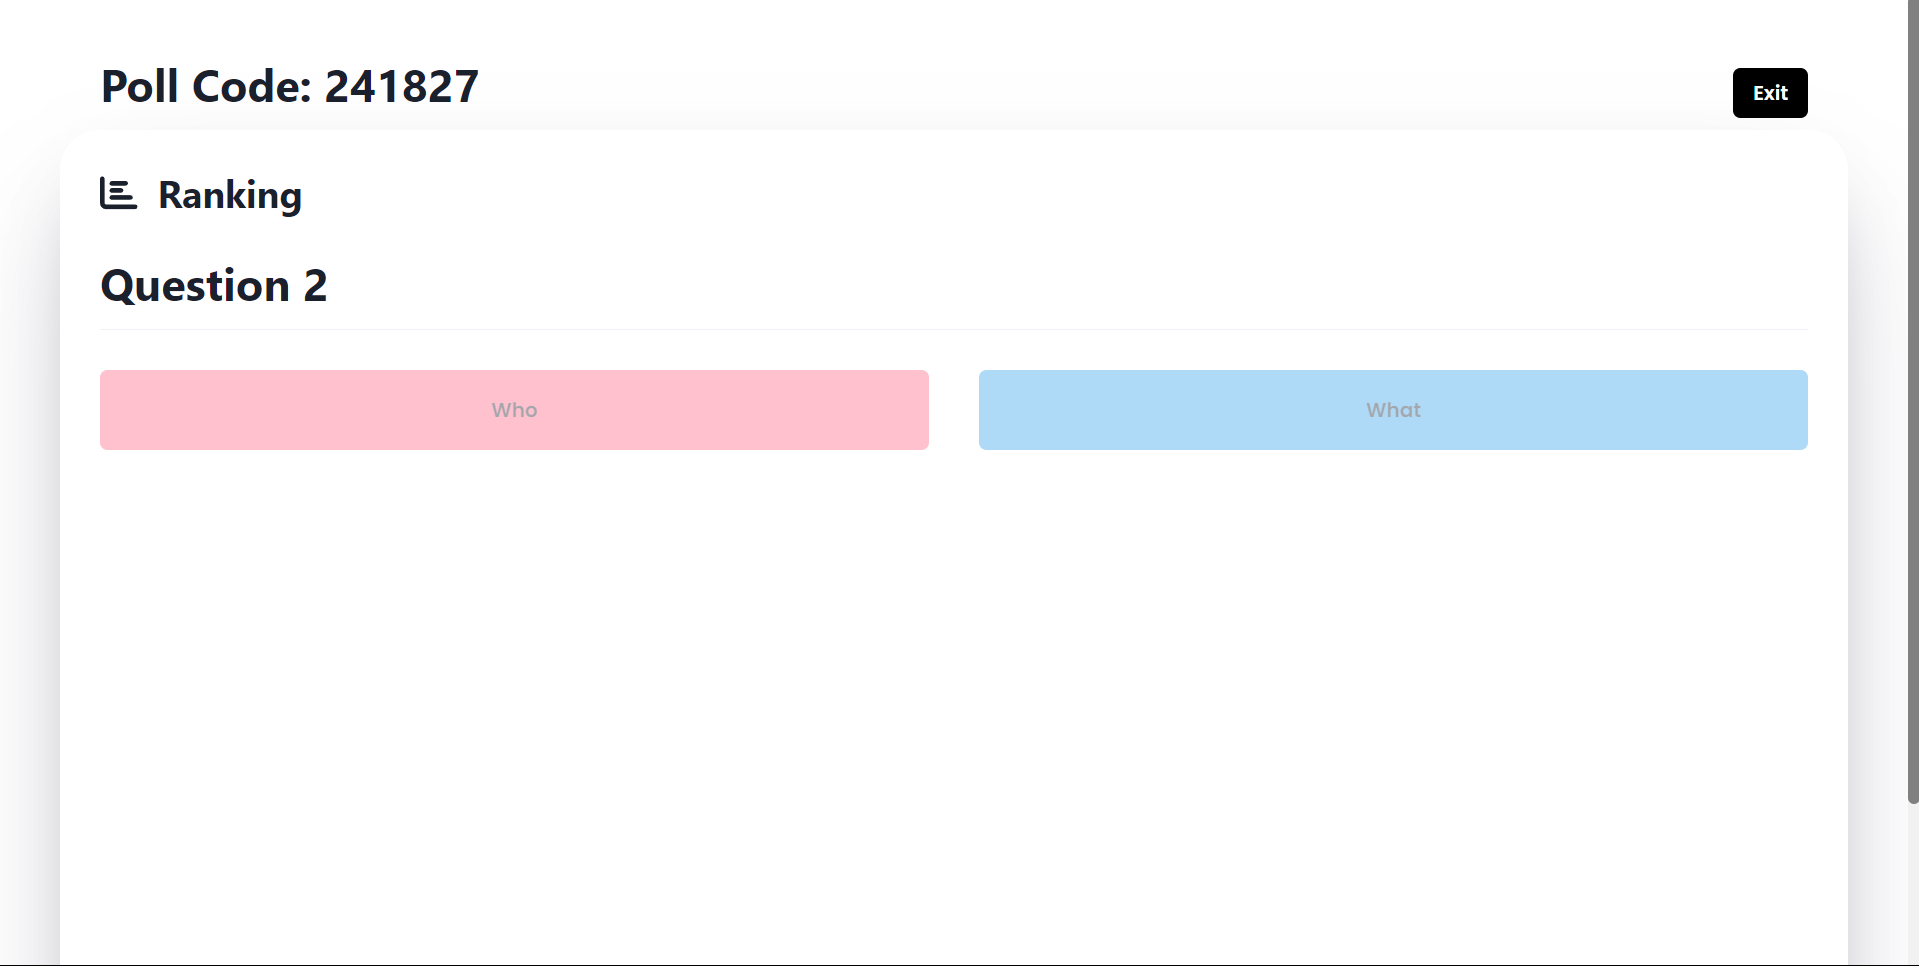 Poll Code: 241827
Exit
Ranking
Question 2
Who
What